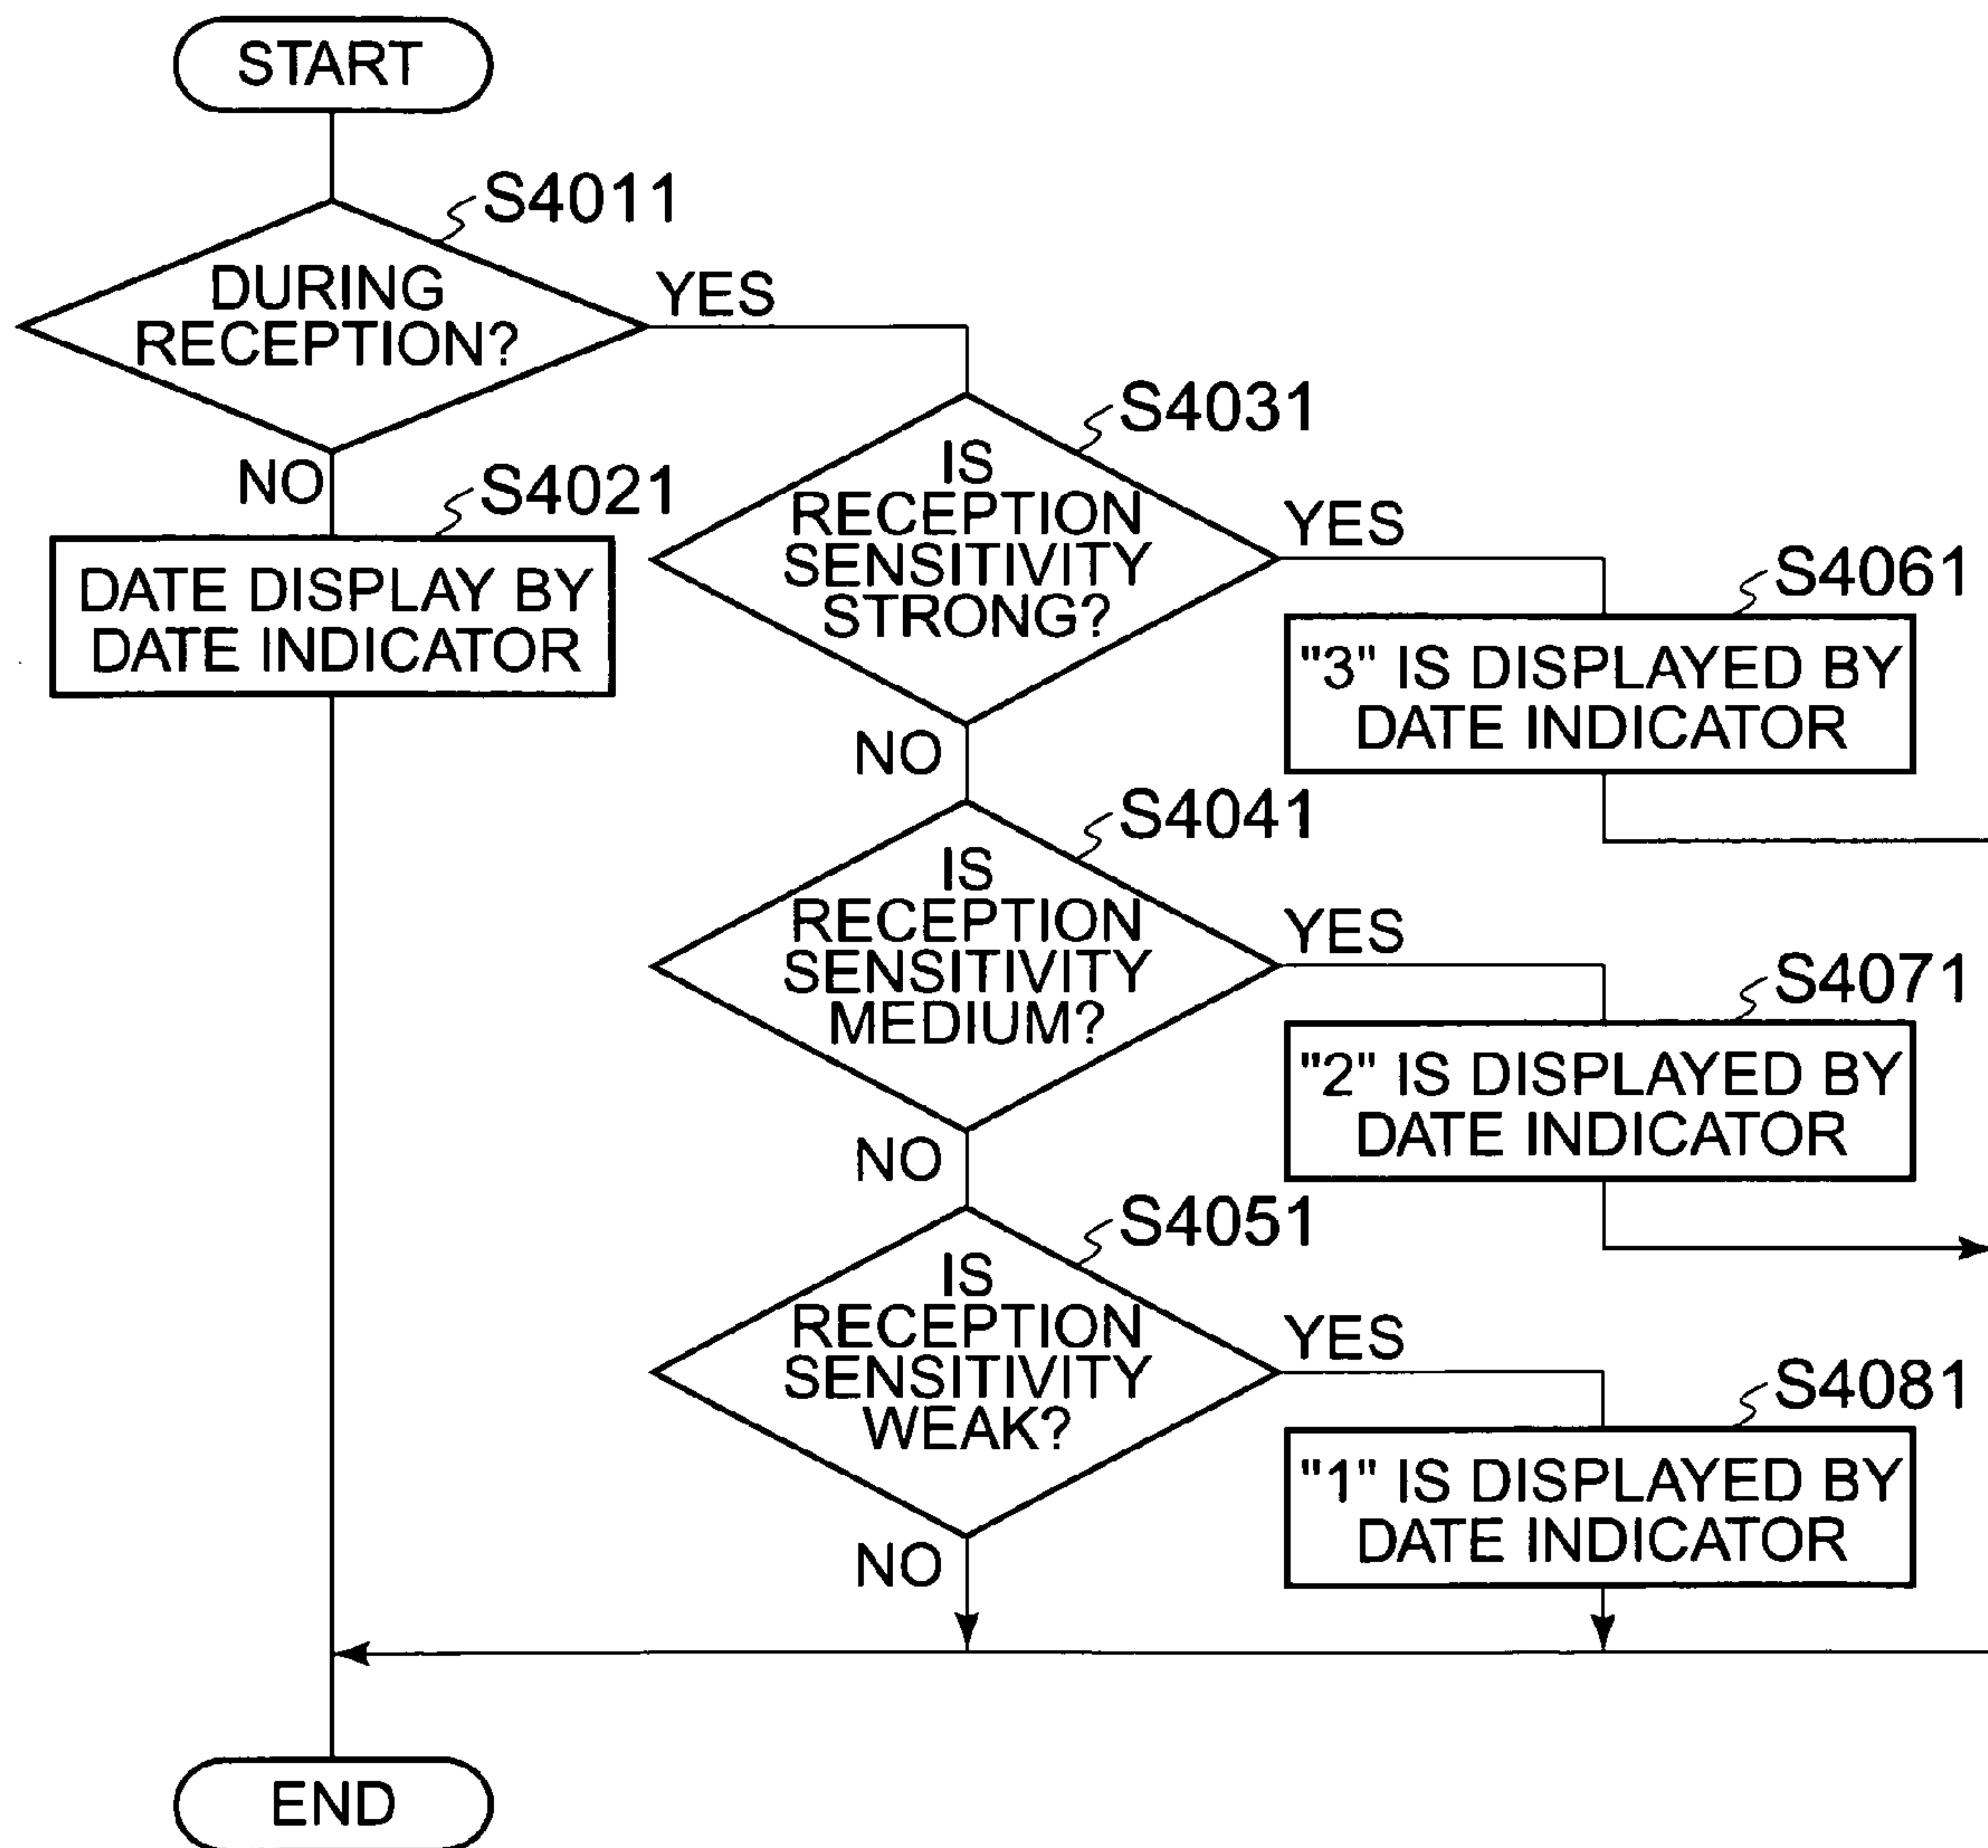 START
S4011
DURING
RECEPTION?
YES
NO
S4021
DATE DISPLAY BY
DATE INDICATOR
S4031
IS
RECEPTION
SENSITIVITY
STRONG?
YES
S4061
"3" IS DISPLAYED BY
DATE INDICATOR
NO
S4041
IS
RECEPTION
SENSITIVITY
MEDIUM?
YES
S4071
"2" IS DISPLAYED BY
DATE INDICATOR
NO
S4051
IS
RECEPTION
SENSITIVITY
WEAK?
YES
S4081
"1" IS DISPLAYED BY
DATE INDICATOR
NO
END